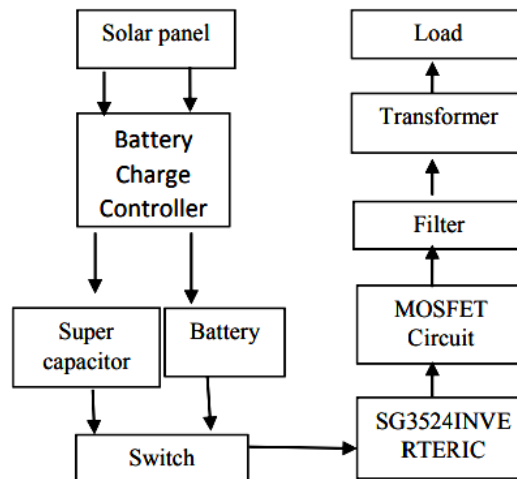 Solar panel
Battery
Charge
Controller
Super
capacitor
Battery
Switch
SG3524INVE
RTERIC
MOSFET
Circuit
Filter
Transformer
Load